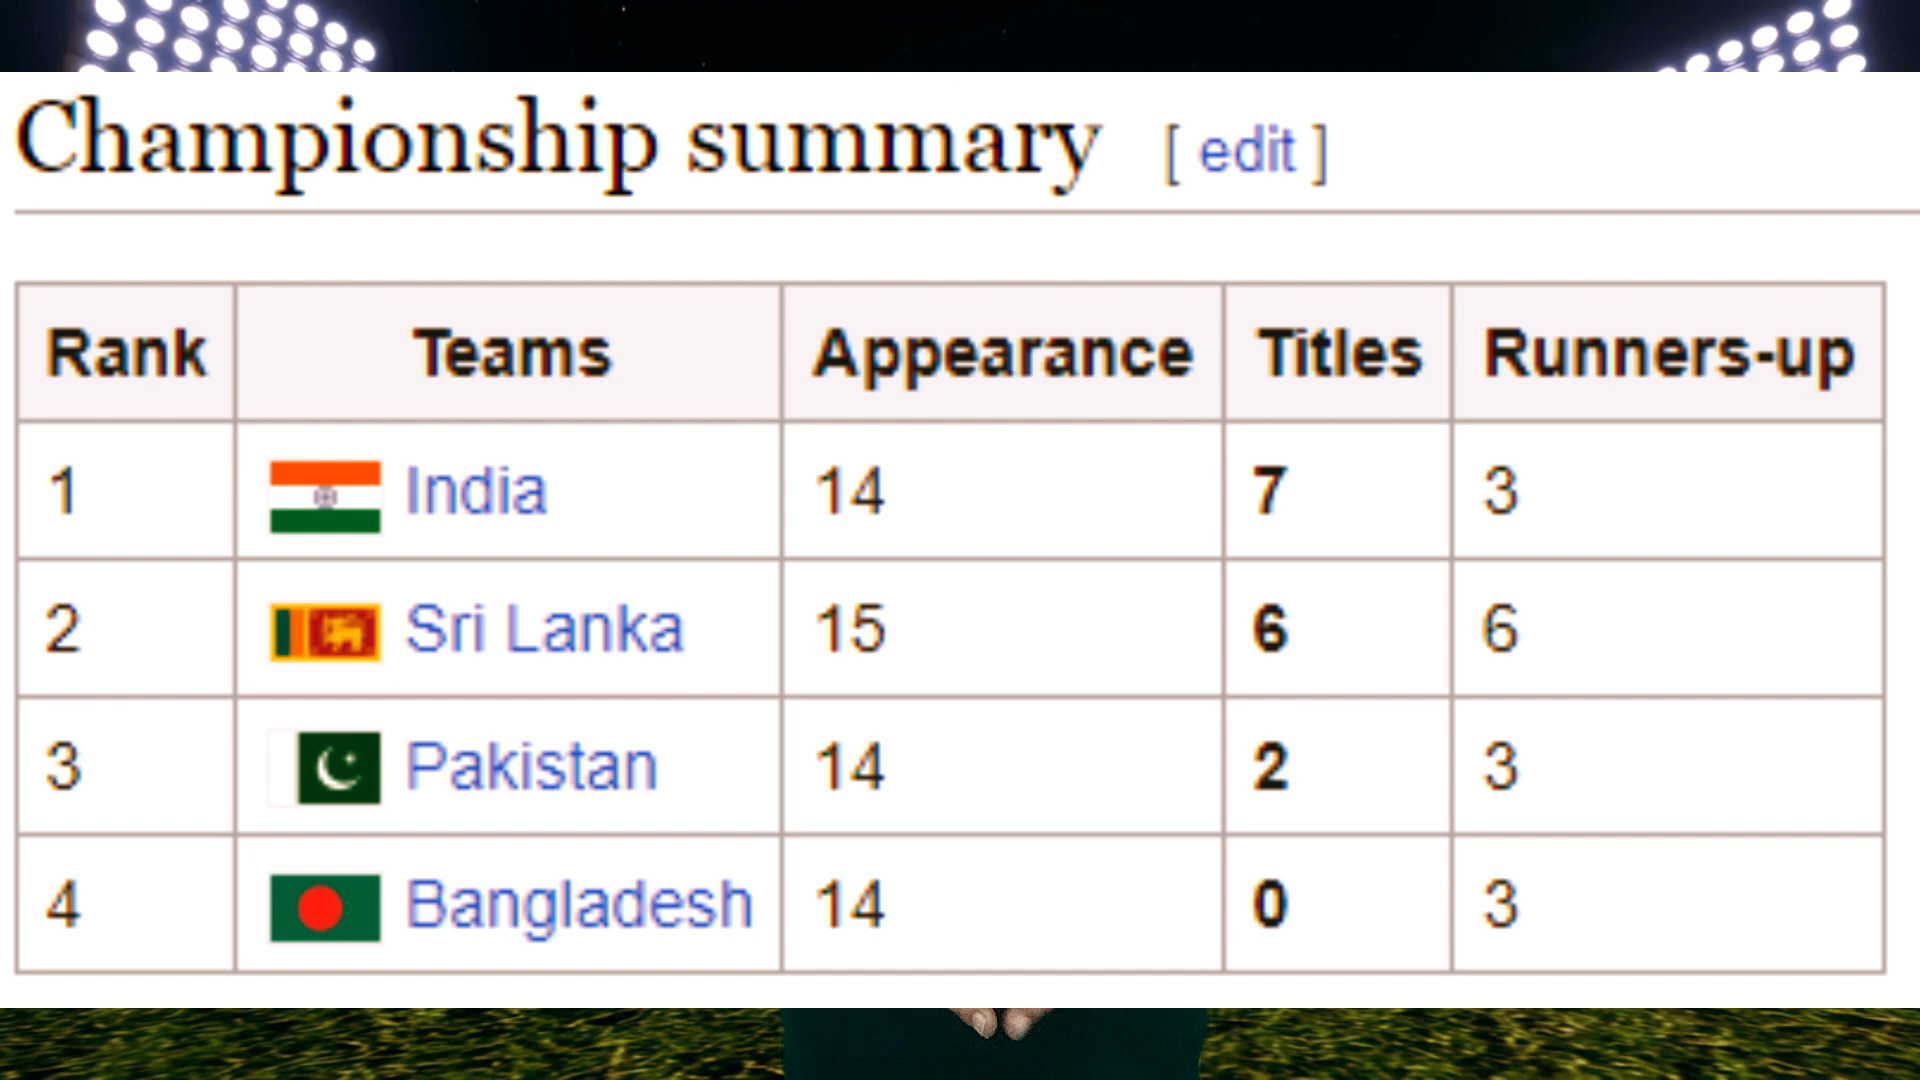 Championship summary [ edit ]
Rank Teams Appearance Titles Runners-up
1 India 14 7 3
2 Sri Lanka 15 6 6
3 Pakistan 14 2 3
4 Bangladesh 14 0 3